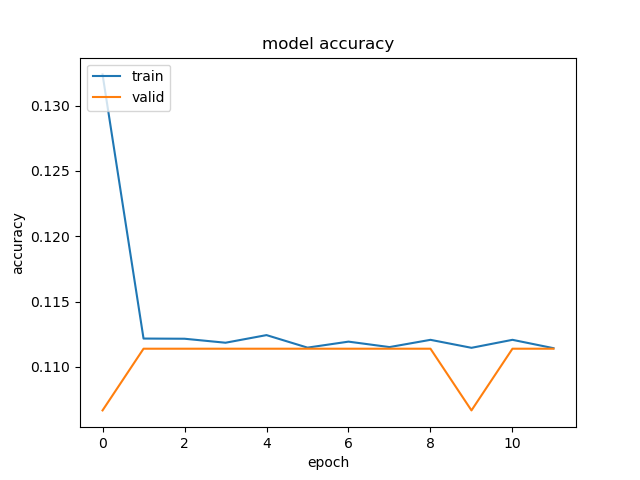 model accuracy
train
valid
0.130
0.125
0.120
0.115
0.110
accuracy
0 2 4 6 8 10
epoch